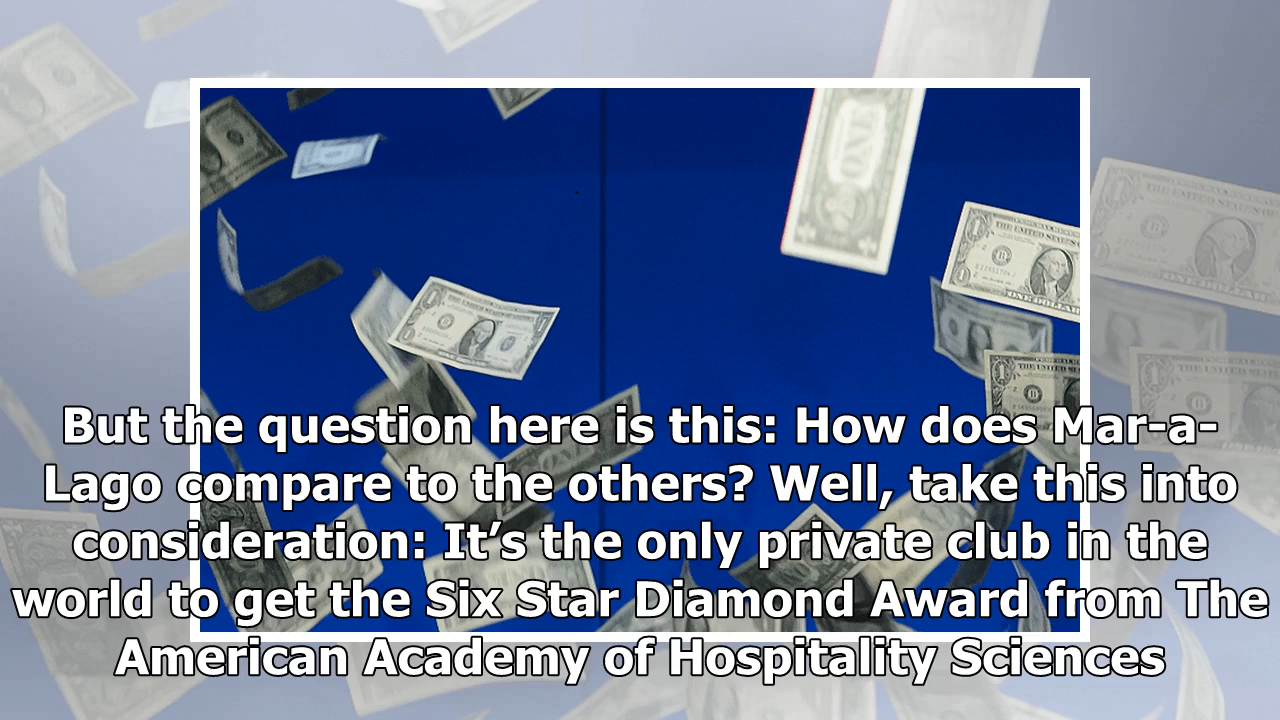 But the question here is this: How does Mar-a-
Lago compare to the others? Well, take this into
consideration: It’s the only private club in the
world to get the Six Star Diamond Award from The
American Academy of Hospitality Sciences